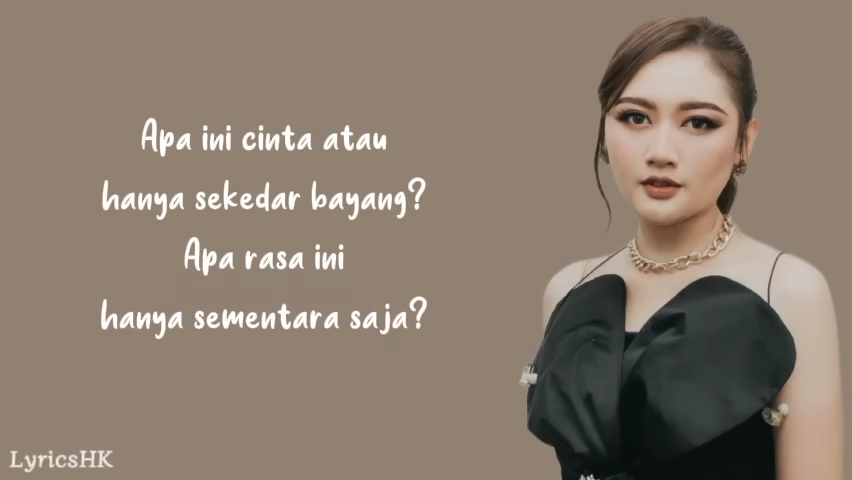 Apa ini cinta atau
hanya sekedar bayang?
Apa rasa ini
hanya sementara saja?
LyricsHK